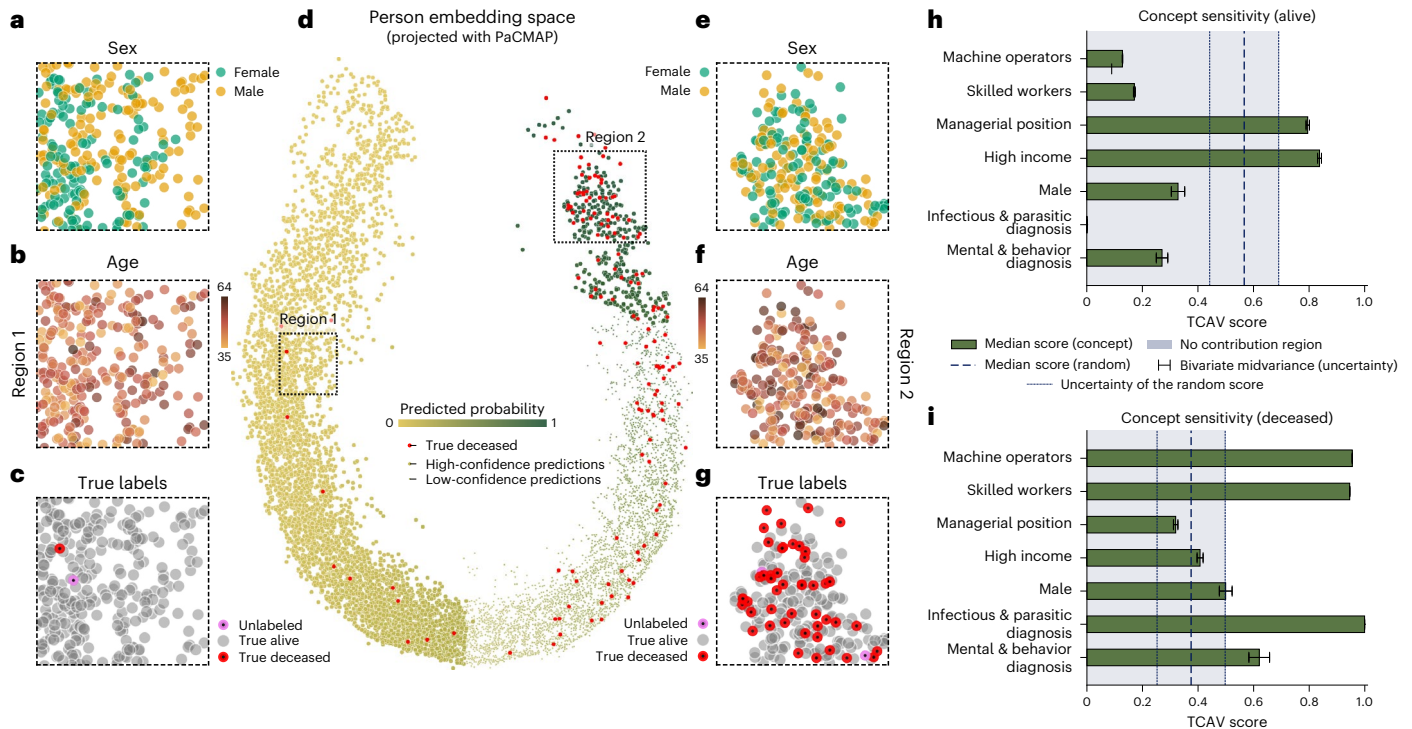 a
Sex
Female
Male
b
Age
64
35
Region 1
c
True labels
Unlabeled
True alive
True deceased
d
Person embedding space
(projected with PaCMAP)
Region 2
Region 1
Predicted probability
0
1
True deceased
High-confidence predictions
Low-confidence predictions
e
Sex
Female
Male
f
Age
64
35
Region 2
g
True labels
Unlabeled
True alive
True deceased
h
Concept sensitivity (alive)
Machine operators
Skilled workers
Managerial position
High income
Male
Infectious & parasitic
diagnosis
Mental & behavior
diagnosis
0
0.2
0.4
0.6
0.8
1.0
TCAV score
Median score (concept)
No contribution region
Median score (random)
Bivariate midvariance (uncertainty)
Uncertainty of the random score
i
Concept sensitivity (deceased)
Machine operators
Skilled workers
Managerial position
High income
Male
Infectious & parasitic
diagnosis
Mental & behavior
diagnosis
0
0.2
0.4
0.6
0.8
1.0
TCAV score